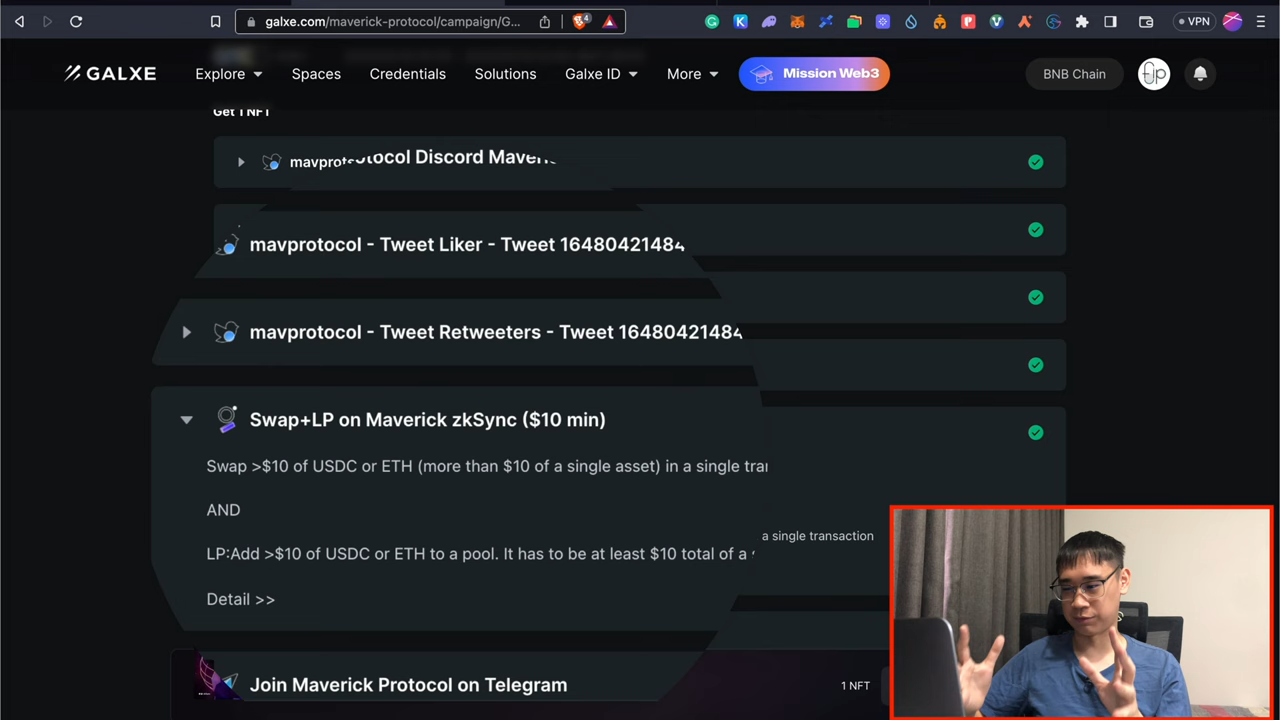 galxe.com/maverick-protocol/campaign/G...
4
VPN
GALXE
Explore
Spaces
Credentials
Solutions
Galxe ID
More
Mission Web3
BNB Chain
Get 1 NFT
Discord
mavprotocol - Tweet Liker - Tweet 16480421484
mavprotocol - Tweet Retweeters - Tweet 16480421484
Swap+LP on Maverick zkSync ($10 min)
Swap >$10 of USDC or ETH (more than $10 of a single asset) in a single
AND
a single transaction
LP:Add >$10 of USDC or ETH to a pool. It has to be at least $10 total of a
Detail >>
Join Maverick Protocol on Telegram
1 NFT